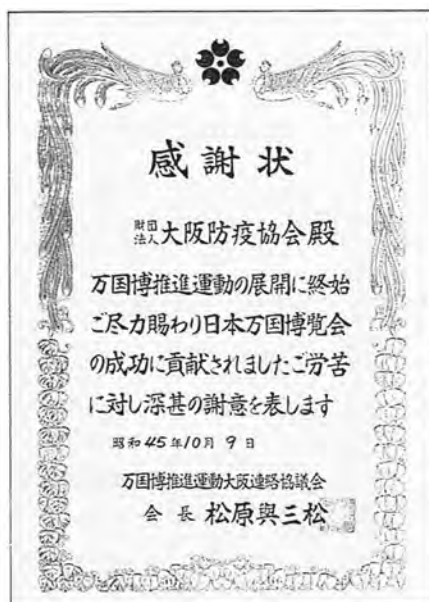 感謝状
財団法人 大阪防疫協会殿
万国博推進運動の展開に終始
ご尽力賜わり日本万国博覧会
の成功に貢献されましたご労苦
に対し深甚の謝意を表します
昭和45年10月9日
万国博推進運動大阪連絡協議会
会長 松原與三松